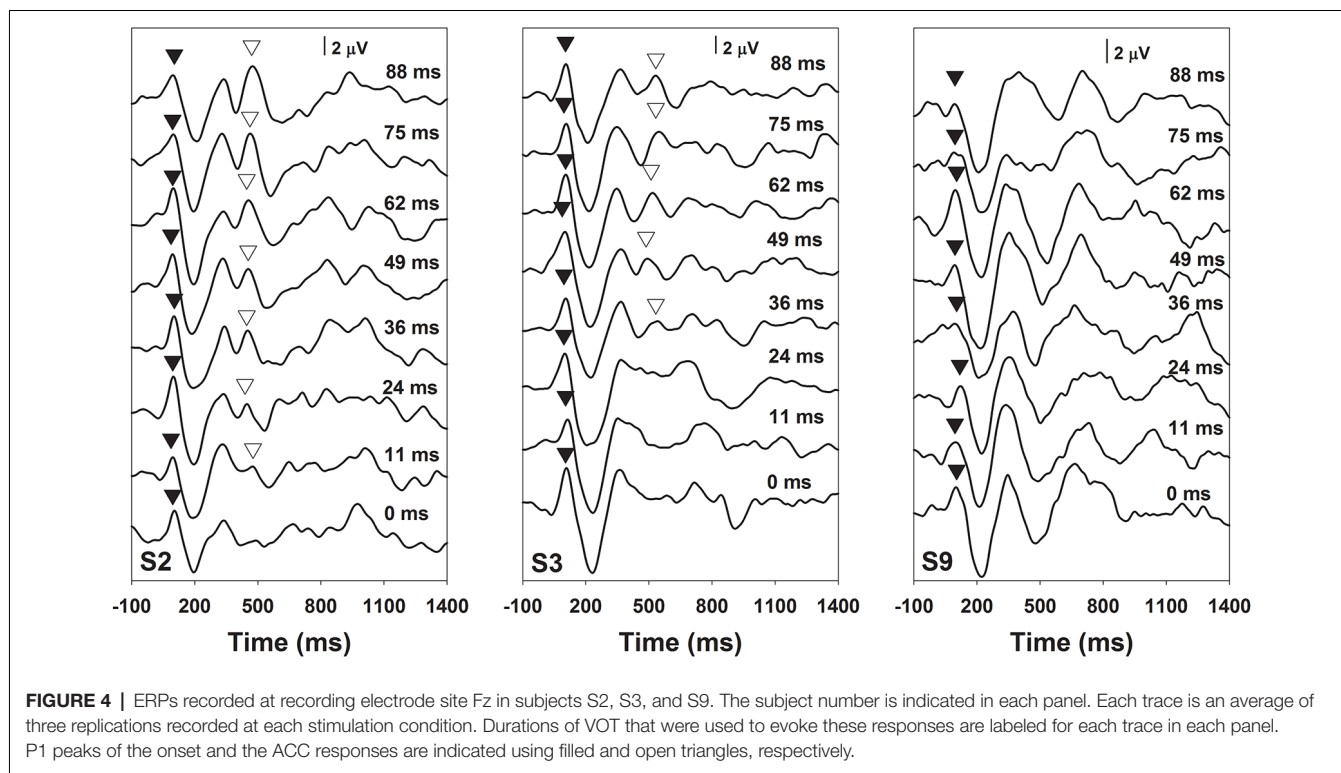 2 μV
88 ms
75 ms
62 ms
49 ms
36 ms
24 ms
11 ms
0 ms
S2
-100 200 500 800 1100 1400
Time (ms)
2 μV
88 ms
75 ms
62 ms
49 ms
36 ms
24 ms
11 ms
0 ms
S3
-100 200 500 800 1100 1400
Time (ms)
2 μV
88 ms
75 ms
62 ms
49 ms
36 ms
24 ms
11 ms
0 ms
S9
-100 200 500 800 1100 1400
Time (ms)
FIGURE 4 | ERPs recorded at recording electrode site Fz in subjects S2, S3, and S9. The subject number is indicated in each panel. Each trace is an average of
three replications recorded at each stimulation condition. Durations of VOT that were used to evoke these responses are labeled for each trace in each panel.
P1 peaks of the onset and the ACC responses are indicated using filled and open triangles, respectively.